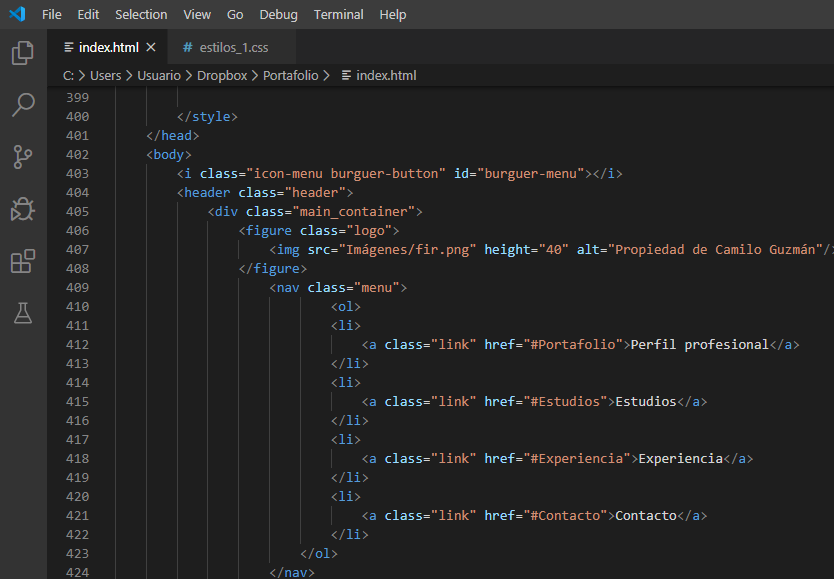 File Edit Selection View Go Debug Terminal Help
index.html × # estilos_1.css
C: > Users > Usuario > Dropbox > Portafolio > index.html
399
400 </style>
401 </head>
402 <body>
403 <i class="icon-menu burguer-button" id="burguer-menu"></i>
404 <header class="header">
405 <div class="main_container">
406 <figure class="logo">
407 <img src="Imágenes/fir.png" height="40" alt="Propiedad de Camilo Guzmán"/>
408 </figure>
409 <nav class="menu">
410 <ol>
411 <li>
412 <a class="link" href="#Portafolio">Perfil profesional</a>
413 </li>
414 <li>
415 <a class="link" href="#Estudios">Estudios</a>
416 </li>
417 <li>
418 <a class="link" href="#Experiencia">Experiencia</a>
419 </li>
420 <li>
421 <a class="link" href="#Contacto">Contacto</a>
422 </li>
423 </ol>
424 </nav>